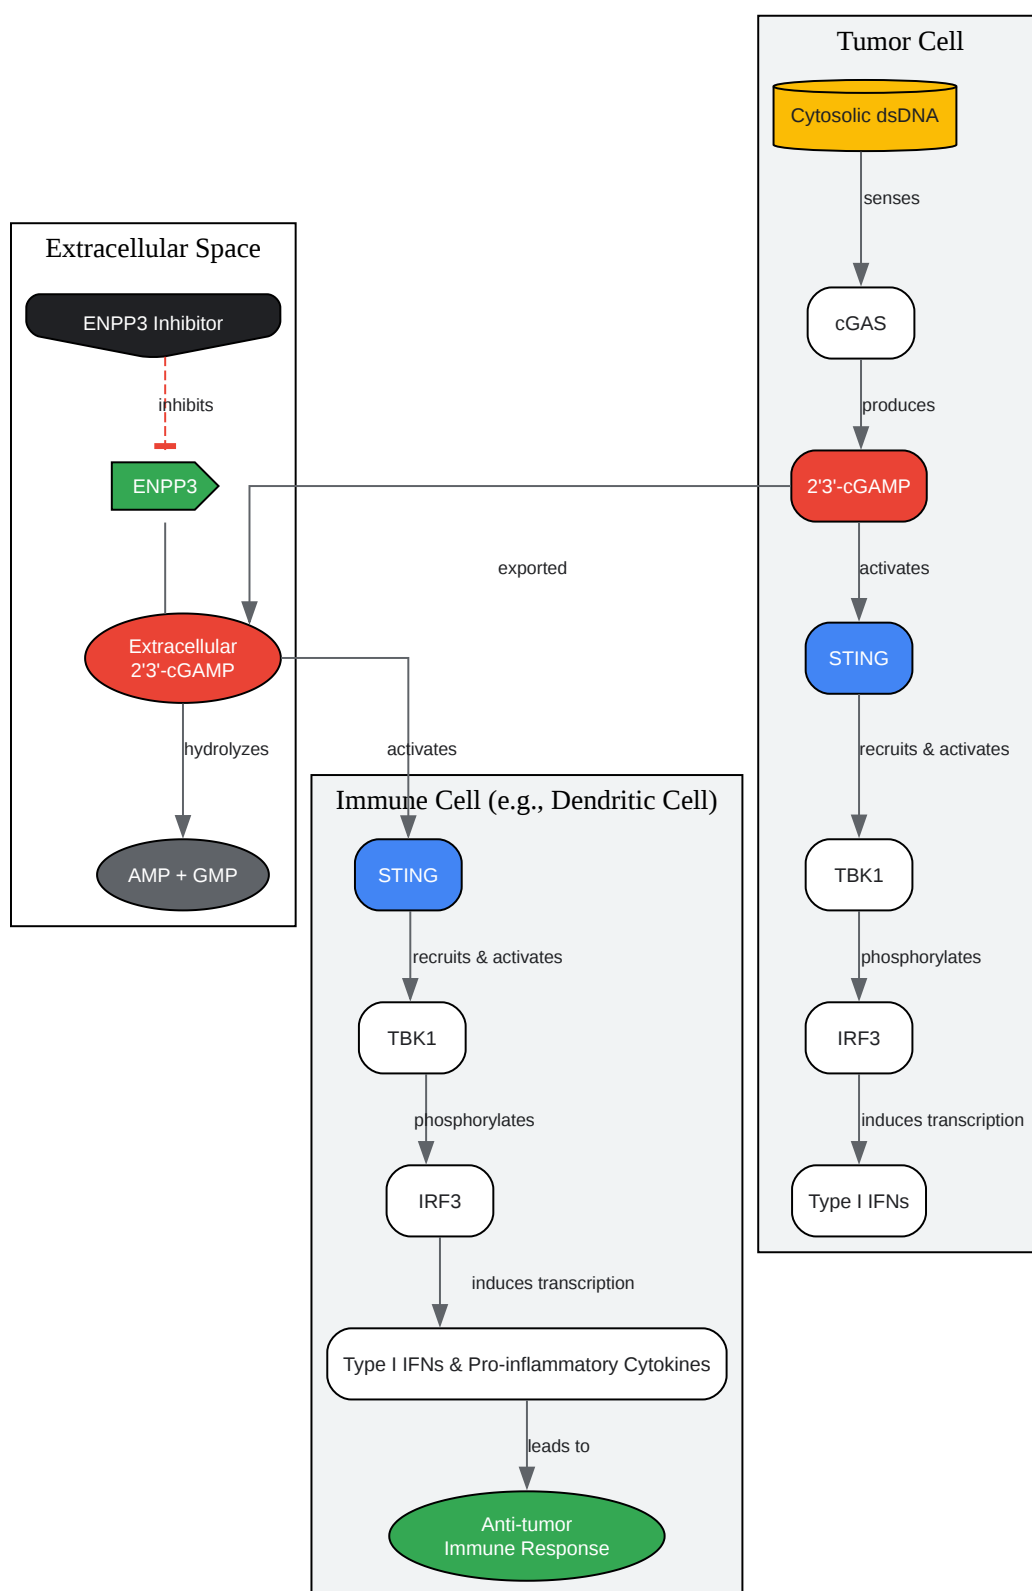 Tumor Cell
Cytosolic dsDNA
senses
Extracellular Space
ENPP3 Inhibitor
cGAS
inhibits
produces
ENPP3
2'3'-cGAMP
exported
activates
Extracellular
2'3'-cGAMP
STING
hydrolyzes
activates
recruits & activates
Immune Cell (e.g., Dendritic Cell)
AMP + GMP
STING
TBK1
recruits & activates
phosphorylates
TBK1
IRF3
phosphorylates
induces transcription
IRF3
Type I IFNs
induces transcription
Type I IFNs & Pro-inflammatory Cytokines
leads to
Anti-tumor
Immune Response